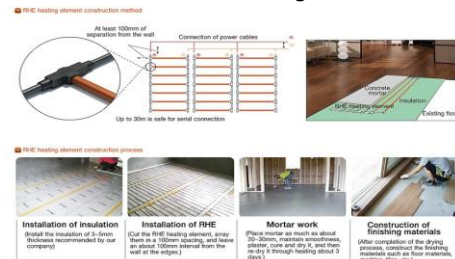 RHE heating element construction method
At least 100mm of
separation from the wall
Connection of power cables
Up to 30m is safe for serial connection
Concrete
mortar
RHE heating element
Insulation
Existing floo
RHE heating element construction process
Installation of insulation
(Install the insulation of 3~5mm
thickness recommended by our
company)
Installation of RHE
(Cut the RHE heating element, array
them in a 100mm spacing, and leave
an about 100mm interval from the
wall at the edges.)
Mortar work
(Place mortar as much as about
20~30mm, maintain smoothness,
plaster, cure and dry it, and then
re-dry it through heating about 3
days.)
Construction of
finishing materials
(After completion of the drying
process, construct the finishing
materials such as floor materials,